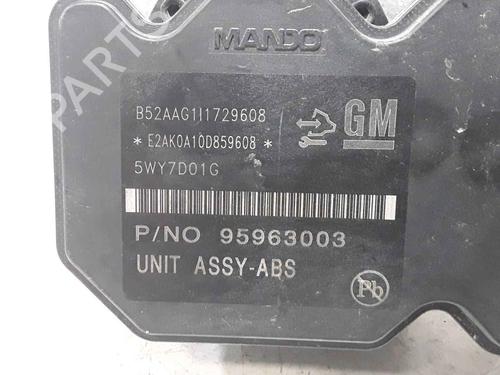 MANDO
B52AAG1I1729608
*E2AK0A10D859608*
5WY7D01G
GM
P/NO 95963003
UNIT ASSY-ABS
Pb
PARTS